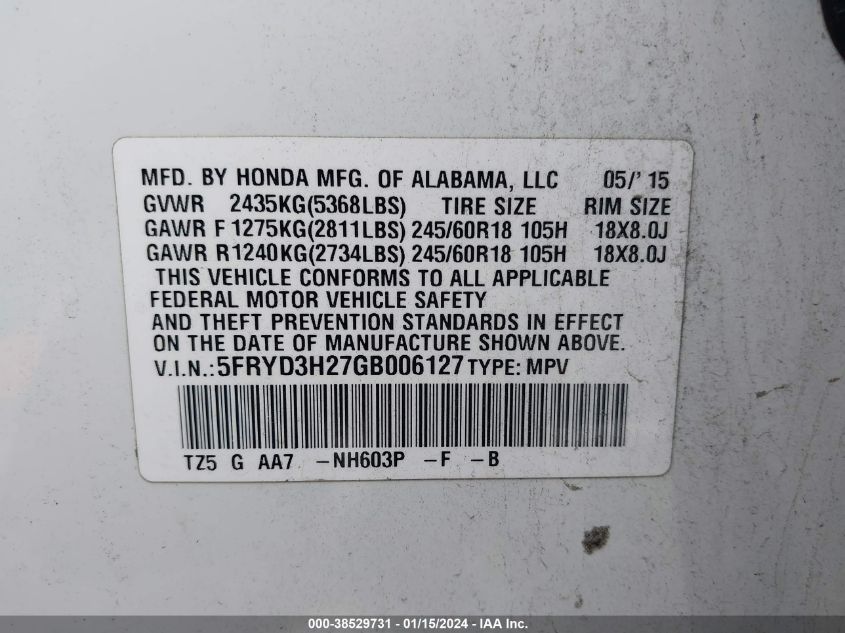 MFD. BY HONDA MFG. OF ALABAMA, LLC 05/' 15
GVWR 2435KG(5368LBS) TIRE SIZE RIM SIZE
GAWR F 1275KG(2811LBS) 245/60R18 105H 18X8.0J
GAWR R 1240KG(2734LBS) 245/60R18 105H 18X8.0J
THIS VEHICLE CONFORMS TO ALL APPLICABLE
FEDERAL MOTOR VEHICLE SAFETY
AND THEFT PREVENTION STANDARDS IN EFFECT
ON THE DATE OF MANUFACTURE SHOWN ABOVE.
V.I.N.:5FRYD3H27GB006127 TYPE: MPV
TZ5 G AA7 -NH603P -F -B
000-38529731 - 01/15/2024 - IAA Inc.